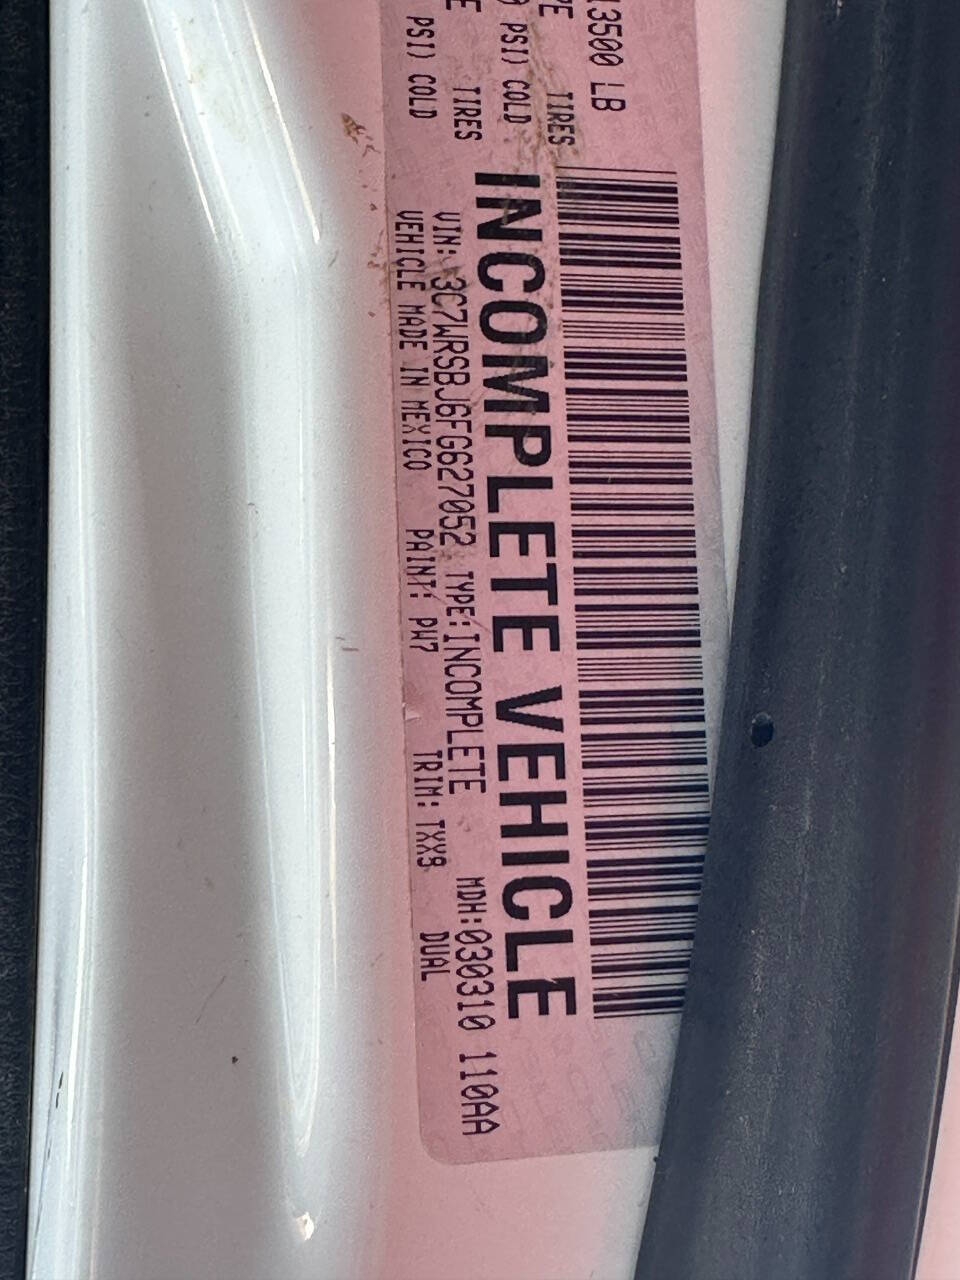 13500 LB
PE TIRES
PSI) COLD
E TIRES
PSI) COLD
INCOMPLETE VEHICLE
VIN: 3C7WRSBJ6FG627052 TYPE: INCOMPLETE MDH: 030310 110AA
VEHICLE MADE IN MEXICO PAINT: PW7 TRIM: TXX9 DUAL